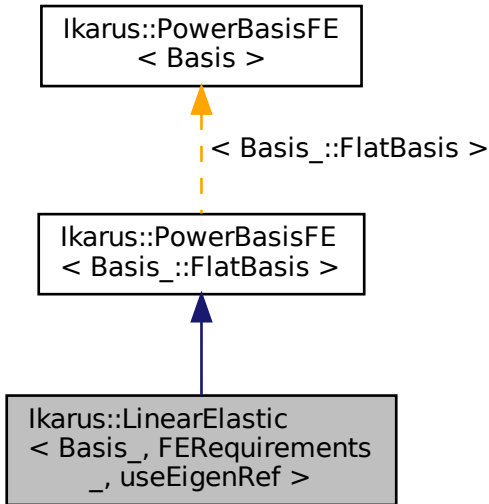 Ikarus::PowerBasisFE
< Basis >
< Basis_::FlatBasis >
Ikarus::PowerBasisFE
< Basis_::FlatBasis >
Ikarus::LinearElastic
< Basis_, FERequirements
_, useEigenRef >